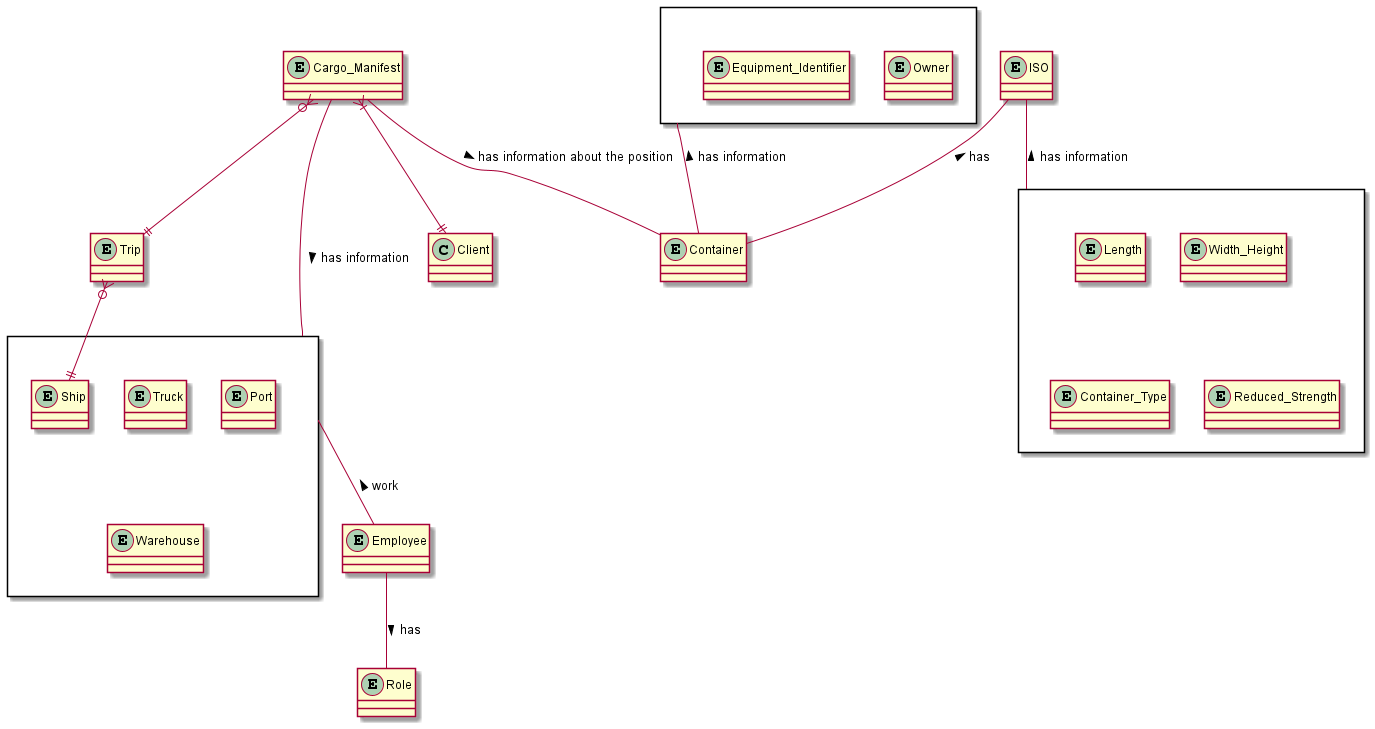 E Cargo_Manifest
E Equipment_Identifier
E Owner
E ISO
has information about the position
has information
has
has information
E Trip
has information
C Client
E Container
E Length
E Width_Height
E Ship
E Truck
E Port
E Container_Type
E Reduced_Strength
work
E Warehouse
E Employee
has
E Role